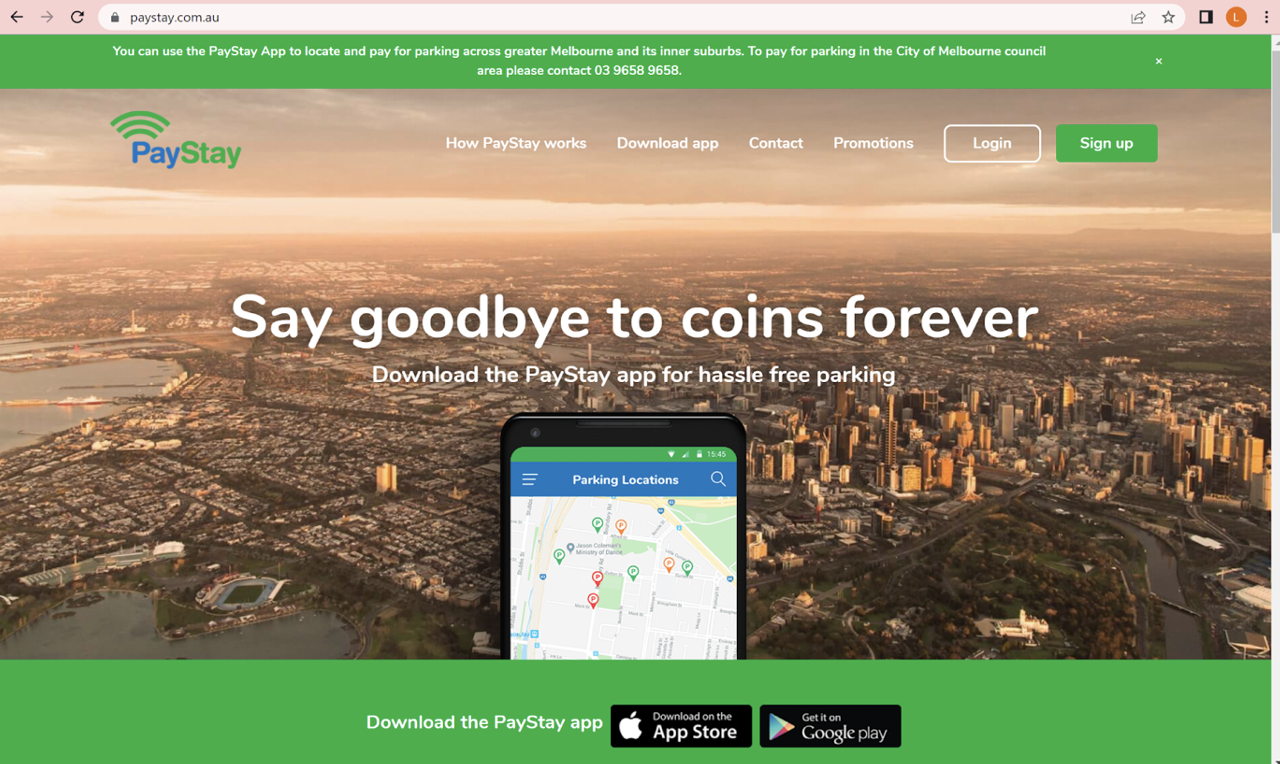 paystay.com.au
L
You can use the PayStay App to locate and pay for parking across greater Melbourne and its inner suburbs. To pay for parking in the City of Melbourne council
area please contact 03 9658 9658.
×
PayStay
How PayStay works
Download app
Contact
Promotions
Login
Sign up
Say goodbye to coins forever
Download the PayStay app for hassle free parking
15:45
Parking Locations
Jason Coleman's
Ministry of Dance
Download the PayStay app
Download on the
App Store
Get it on
Google play